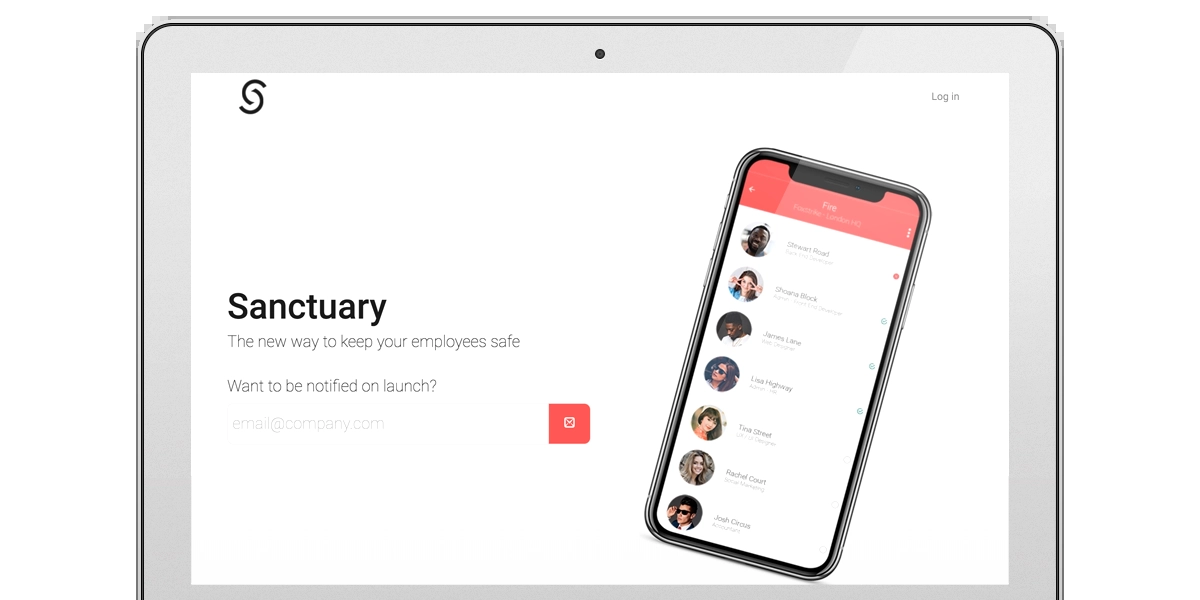 Log in
Fire
Stewart Road
Shoana Block
James Lane
Lisa Highway
Tina Street
Rachel Court
Josh Circus
Accountant
Sanctuary
The new way to keep your employees safe
Want to be notified on launch?
email@company.com